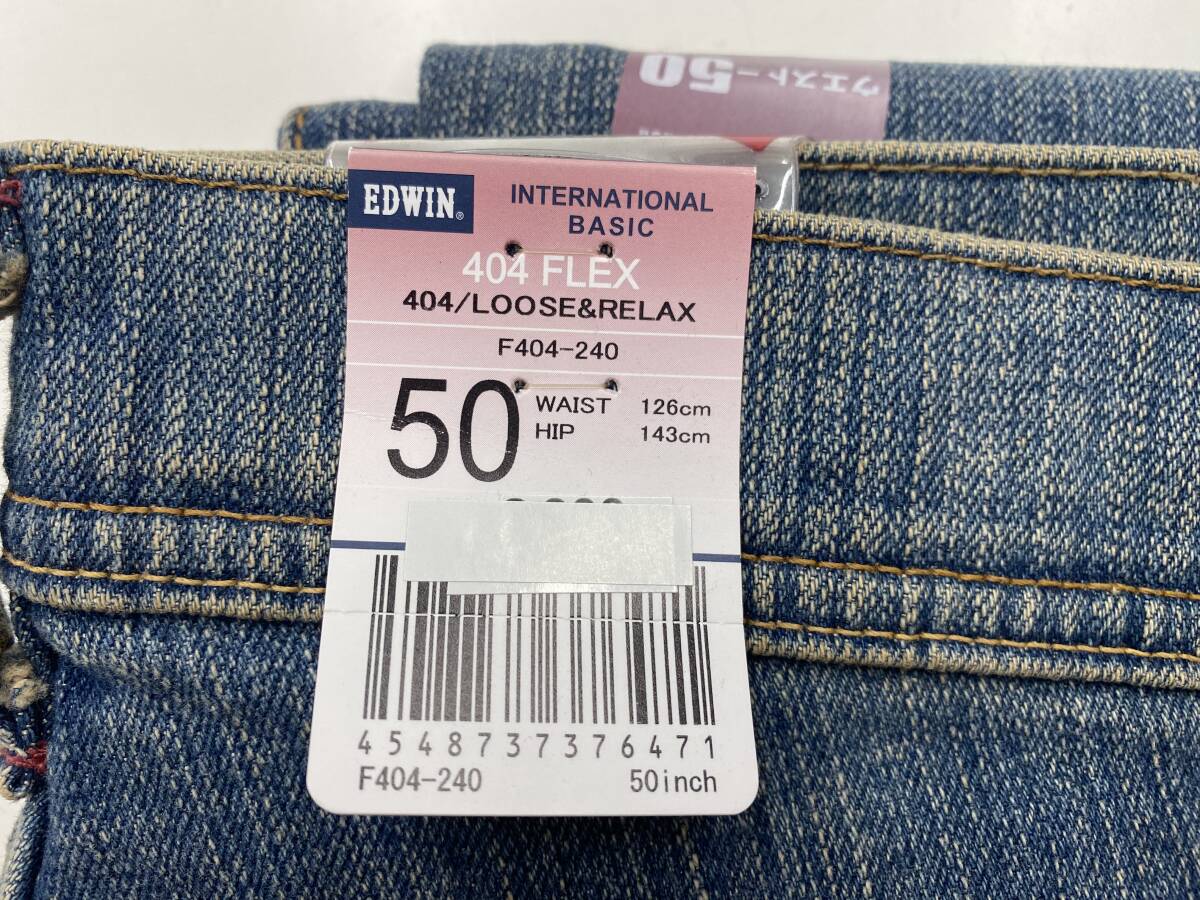 ウエスト－50
EDWIN®
INTERNATIONAL
BASIC
404 FLEX
404/LOOSE&RELAX
F404-240
50
WAIST 126cm
HIP 143cm
4548737376471
F404-240 50inch